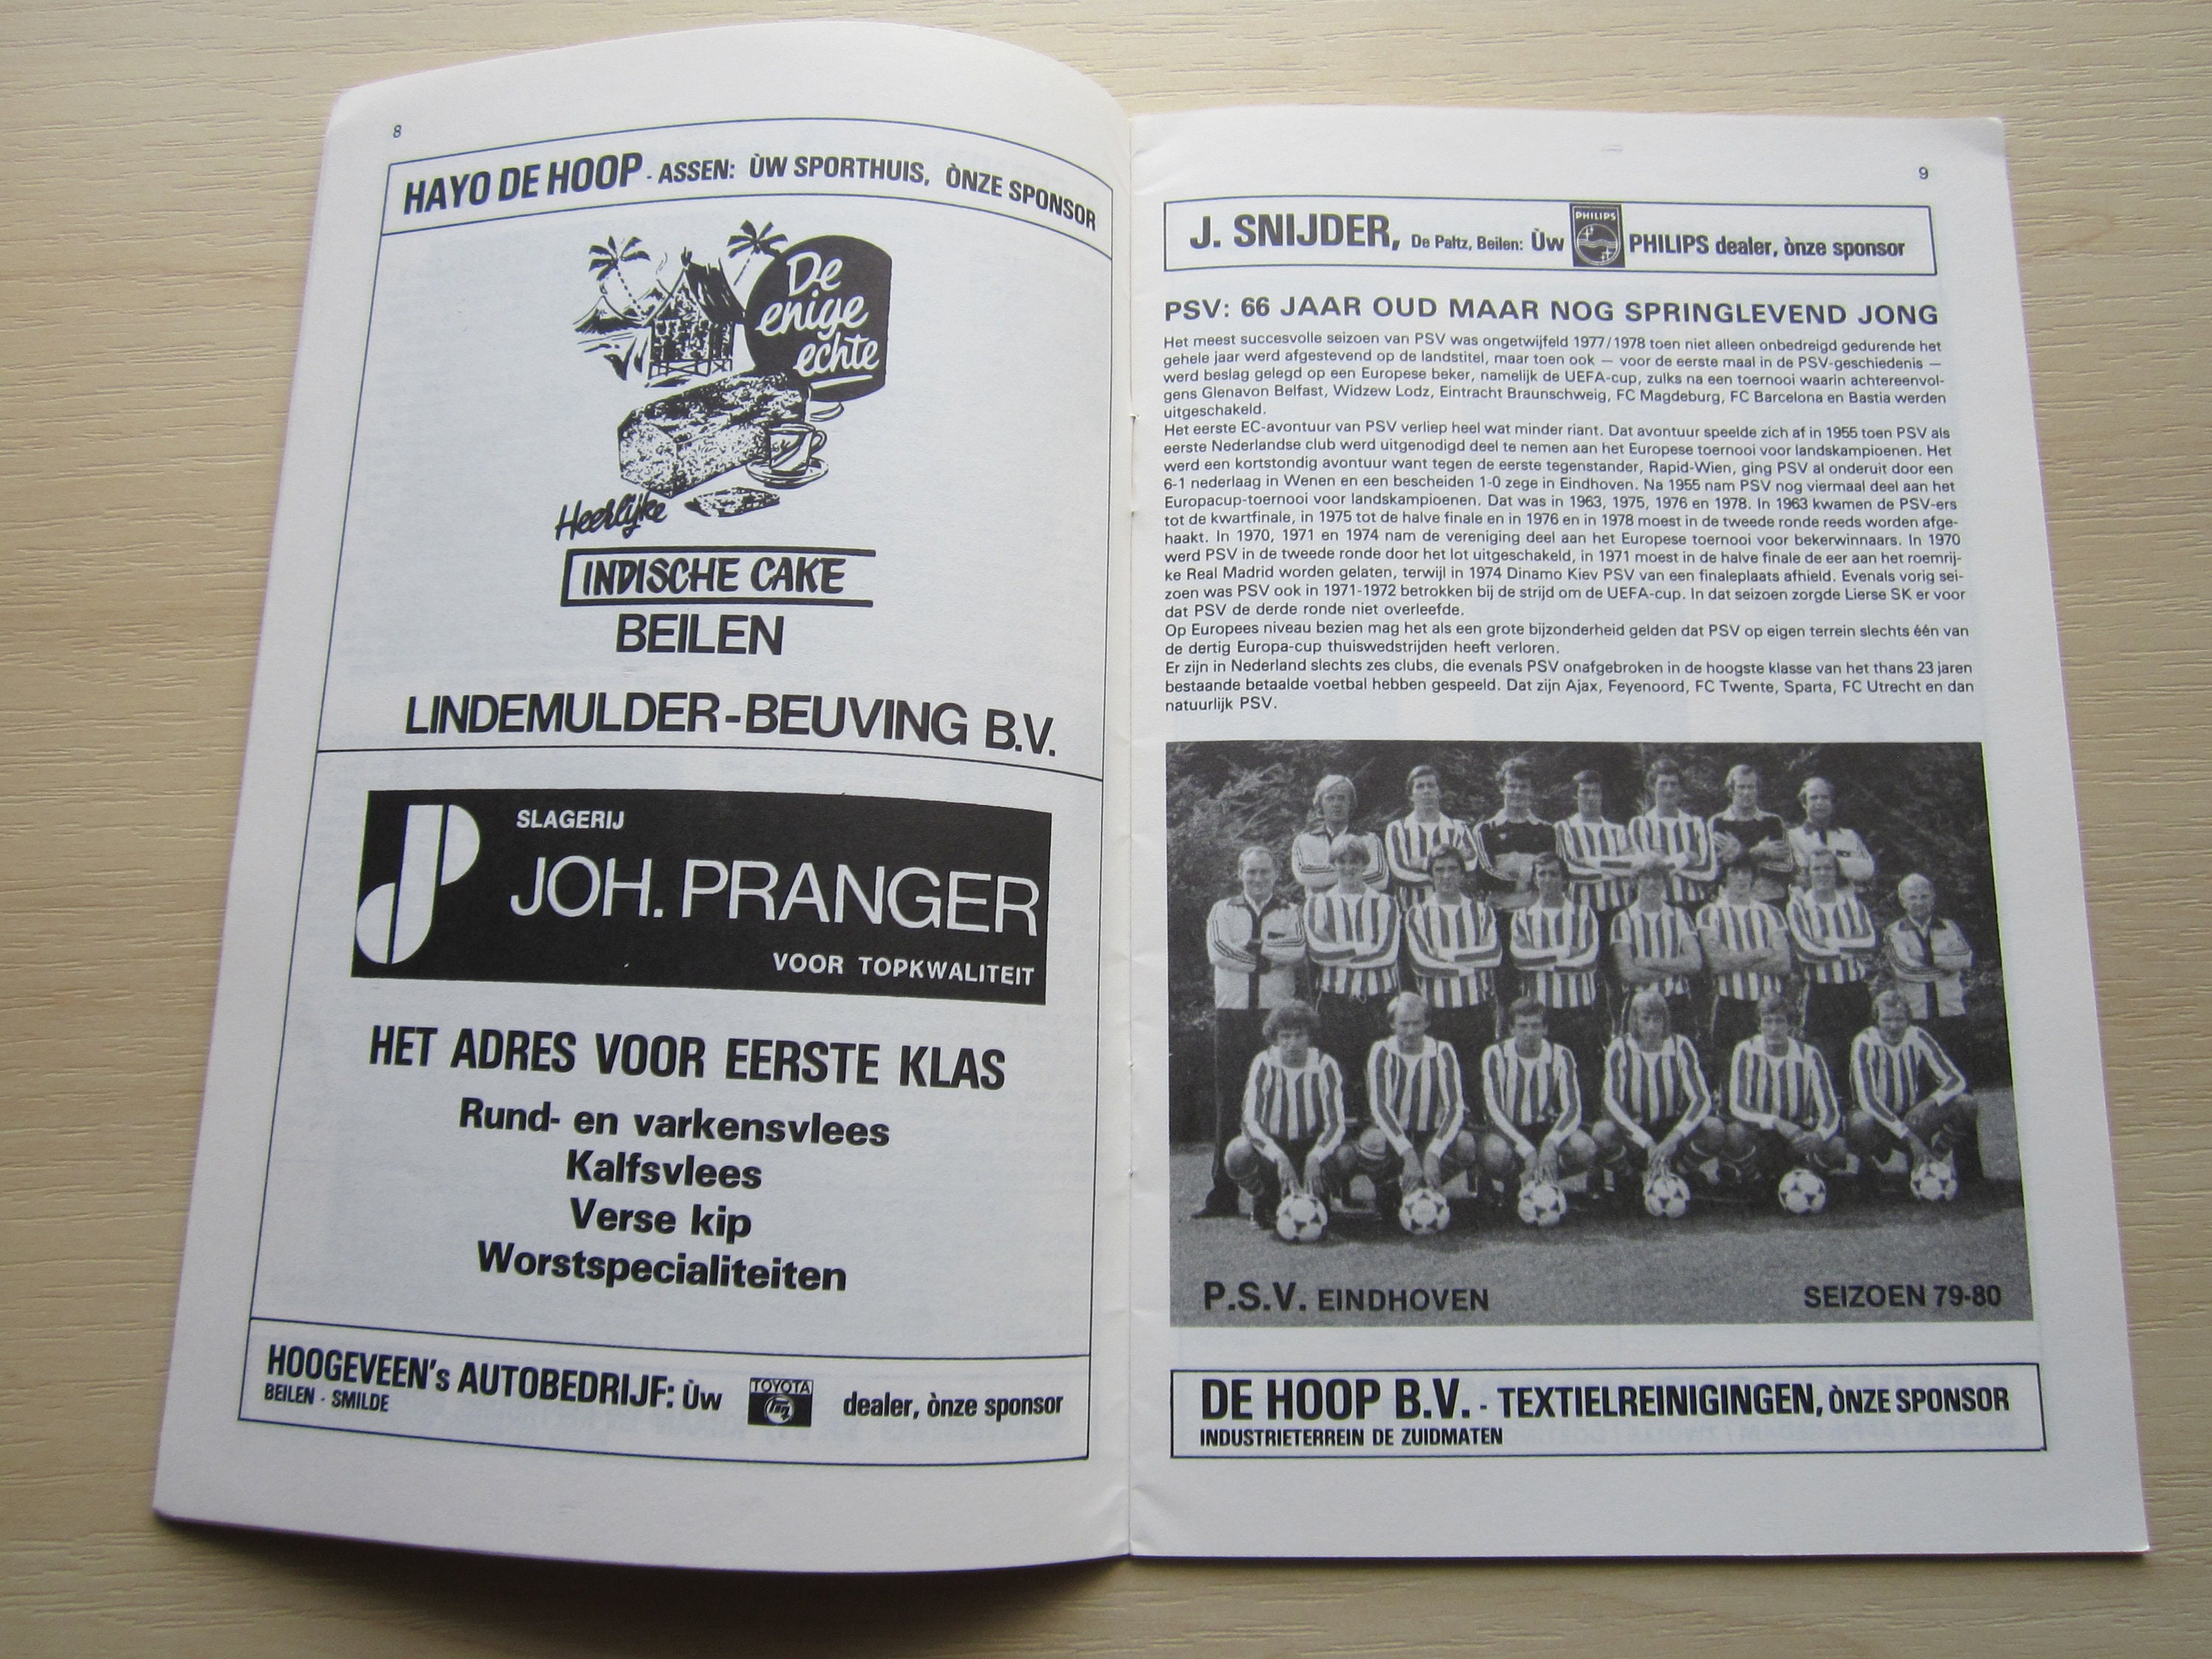 8
HAYO DE HOOP - ASSEN: ÙW SPORTHUIS, ÒNZE SPONSOR
De
enige
echte
Heerlijke
INDISCHE CAKE
BEILEN
LINDEMULDER-BEUVING B.V.
SLAGERIJ
JOH. PRANGER
VOOR TOPKWALITEIT
HET ADRES VOOR EERSTE KLAS
Rund- en varkensvlees
Kalfsvlees
Verse kip
Worstspecialiteiten
HOOGEVEEN's AUTOBEDRIJF: Ùw TOYOTA dealer, ònze sponsor
BEILEN - SMILDE
9
J. SNIJDER, De Paltz, Beilen: Ùw PHILIPS PHILIPS dealer, ònze sponsor
PSV: 66 JAAR OUD MAAR NOG SPRINGLEVEND JONG
Het meest succesvolle seizoen van PSV was ongetwijfeld 1977/1978 toen niet alleen onbedreigd gedurende het
gehele jaar werd afgestevend op de landstitel, maar toen ook — voor de eerste maal in de PSV-geschiedenis —
werd beslag gelegd op een Europese beker, namelijk de UEFA-cup, zulks na een toernooi waarin achtereenvol-
gens Glenavon Belfast, Widzew Lodz, Eintracht Braunschweig, FC Magdeburg, FC Barcelona en Bastia werden
uitgeschakeld.
Het eerste EC-avontuur van PSV verliep heel wat minder riant. Dat avontuur speelde zich af in 1955 toen PSV als
eerste Nederlandse club werd uitgenodigd deel te nemen aan het Europese toernooi voor landskampioenen. Het
werd een kortstondig avontuur want tegen de eerste tegenstander, Rapid-Wien, ging PSV al onderuit door een
6-1 nederlaag in Wenen en een bescheiden 1-0 zege in Eindhoven. Na 1955 nam PSV nog viermaal deel aan het
Europacup-toernooi voor landskampioenen. Dat was in 1963, 1975, 1976 en 1978. In 1963 kwamen de PSV-ers
tot de kwartfinale, in 1975 tot de halve finale en in 1976 en in 1978 moest in de tweede ronde reeds worden afge-
haakt. In 1970, 1971 en 1974 nam de vereniging deel aan het Europese toernooi voor bekerwinnaars. In 1970
werd PSV in de tweede ronde door het lot uitgeschakeld, in 1971 moest in de halve finale de eer aan het roemrij-
ke Real Madrid worden gelaten, terwijl in 1974 Dinamo Kiev PSV van een finaleplaats afhield. Evenals vorig sei-
zoen was PSV ook in 1971-1972 betrokken bij de strijd om de UEFA-cup. In dat seizoen zorgde Lierse SK er voor
dat PSV de derde ronde niet overleefde.
Op Europees niveau bezien mag het als een grote bijzonderheid gelden dat PSV op eigen terrein slechts één van
de dertig Europa-cup thuiswedstrijden heeft verloren.
Er zijn in Nederland slechts zes clubs, die evenals PSV onafgebroken in de hoogste klasse van het thans 23 jaren
bestaande betaalde voetbal hebben gespeeld. Dat zijn Ajax, Feyenoord, FC Twente, Sparta, FC Utrecht en dan
natuurlijk PSV.
P.S.V. EINDHOVEN SEIZOEN 79-80
DE HOOP B.V. - TEXTIELREINIGINGEN, ÒNZE SPONSOR
INDUSTRIETERREIN DE ZUIDMATEN